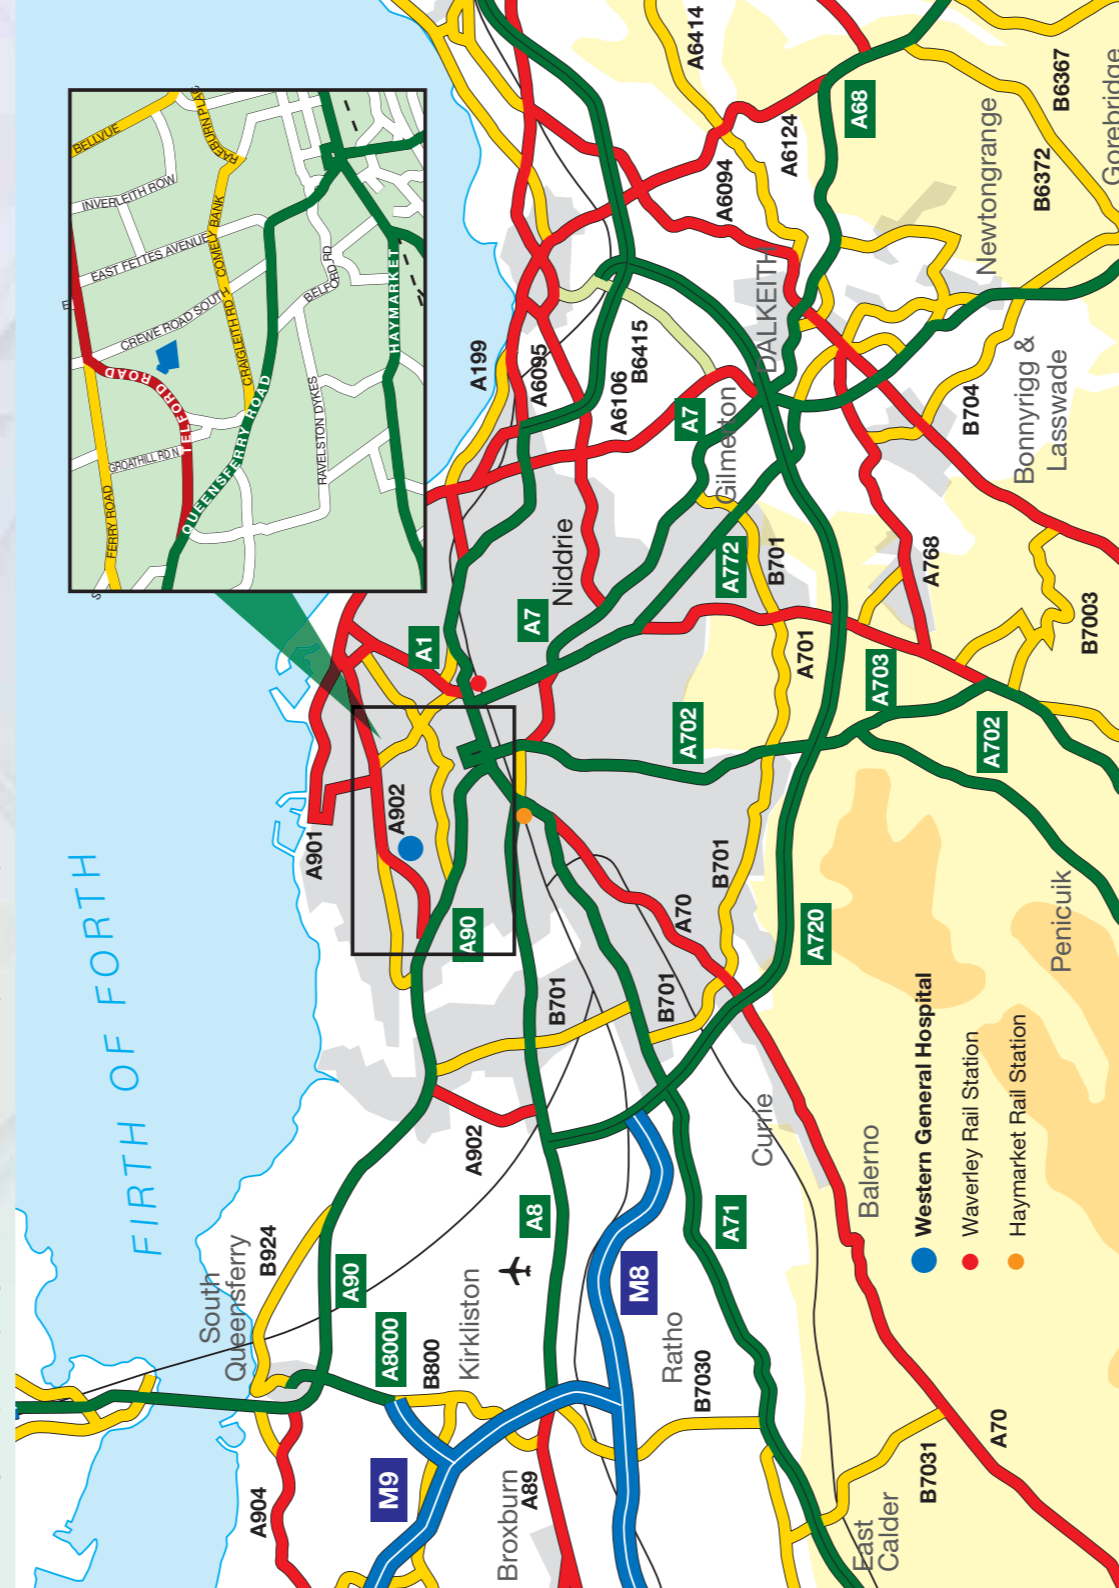 FIRTH OF FORTH
BELLVUE
RAEBURN PLAC
INVERLEITH ROW
EAST FETTES AVENUE
COMELY BANK
CREWE ROAD SOUTH
CRAIGLEITH RD
BELFORD RD
HAYMARKET
TELFORD ROAD
GROATHILL RD N
QUEENSFERRY ROAD
RAVELSTON DYKES
FERRY ROAD
A904
M9
Broxburn
A89
East
Calder
B7031
A70
South
Queensferry
B924
A90
A8000
B800
Kirkliston
A8
M8
Ratho
B7030
A71
A902
Currie
Balerno
B701
B701
A90
A901
A902
A70
B701
A720
Penicuik
A1
A7
Niddrie
A702
A772
B701
A701
A703
A702
A768
B7003
A199
A6095
A6106
B6415
A7
Gilmerton
DALKEITH
B704
Bonnyrigg &
Lasswade
A6414
A6094
A6124
A68
Newtongrange
B6372
B6367
Gorebridge
Western General Hospital
Waverley Rail Station
Haymarket Rail Station